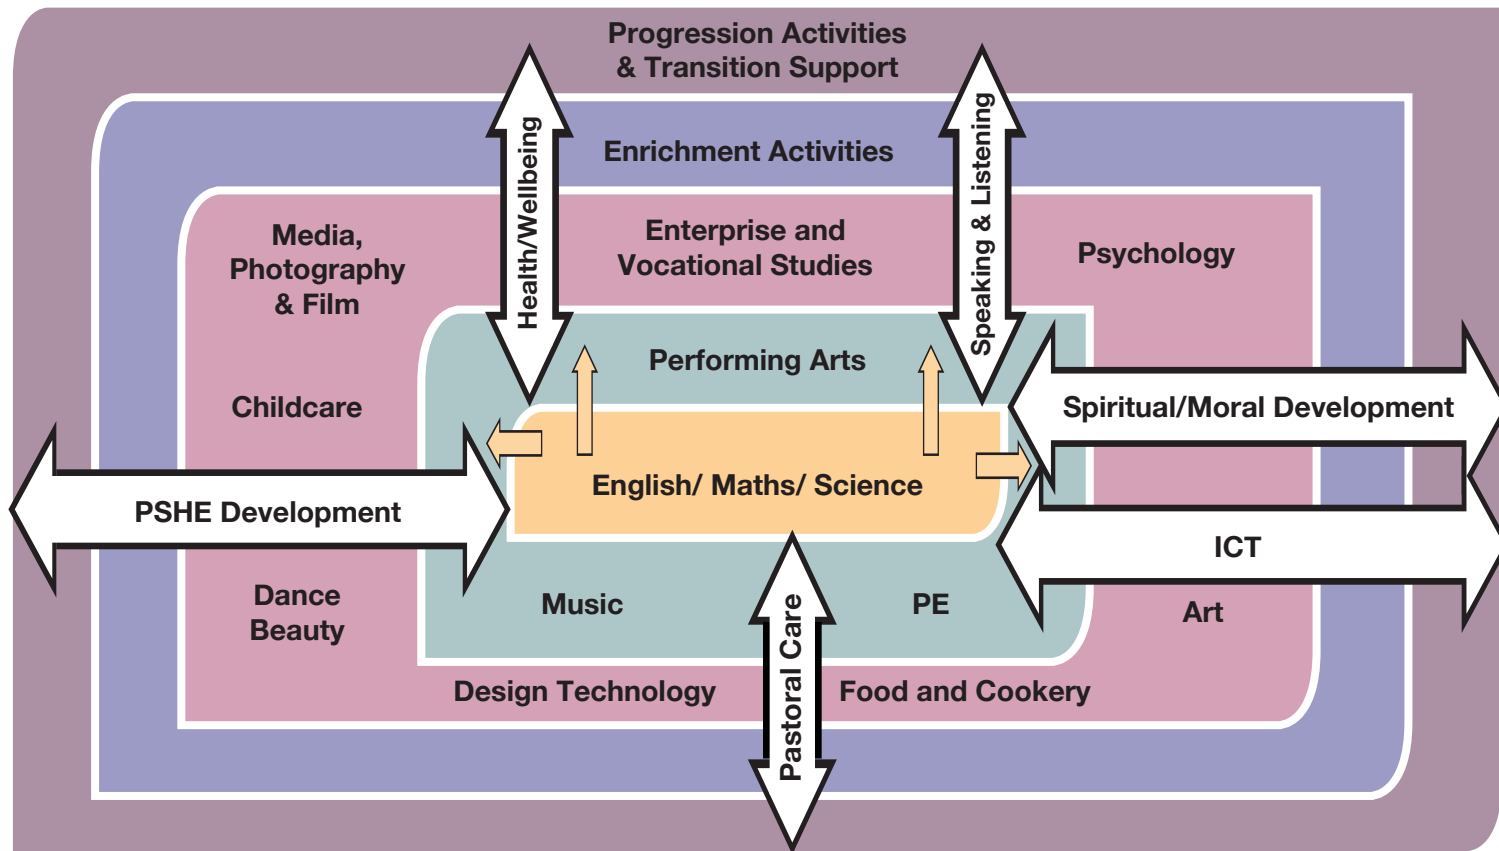 Progression Activities
& Transition Support
Enrichment Activities
Health/Wellbeing
Speaking & Listening
Media,
Photography
& Film
Enterprise and
Vocational Studies
Psychology
Performing Arts
Childcare
Spiritual/Moral Development
English/ Maths/ Science
PSHE Development
ICT
Dance
Beauty
Music
PE
Art
Pastoral Care
Design Technology
Food and Cookery